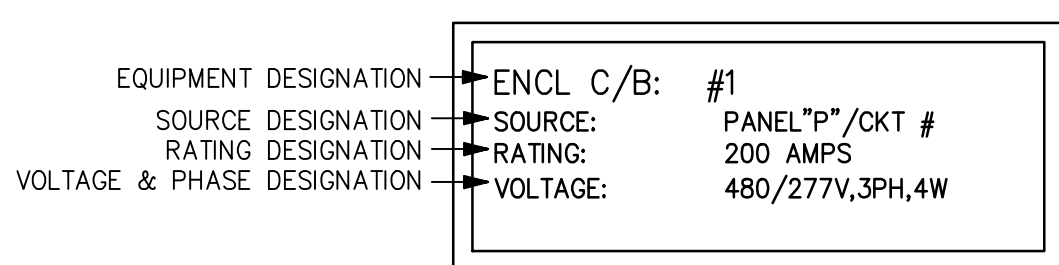 EQUIPMENT DESIGNATION ENCL C/B: #1
SOURCE DESIGNATION SOURCE: PANEL"P"/CKT #
RATING DESIGNATION RATING: 200 AMPS
VOLTAGE & PHASE DESIGNATION VOLTAGE: 480/277V,3PH,4W